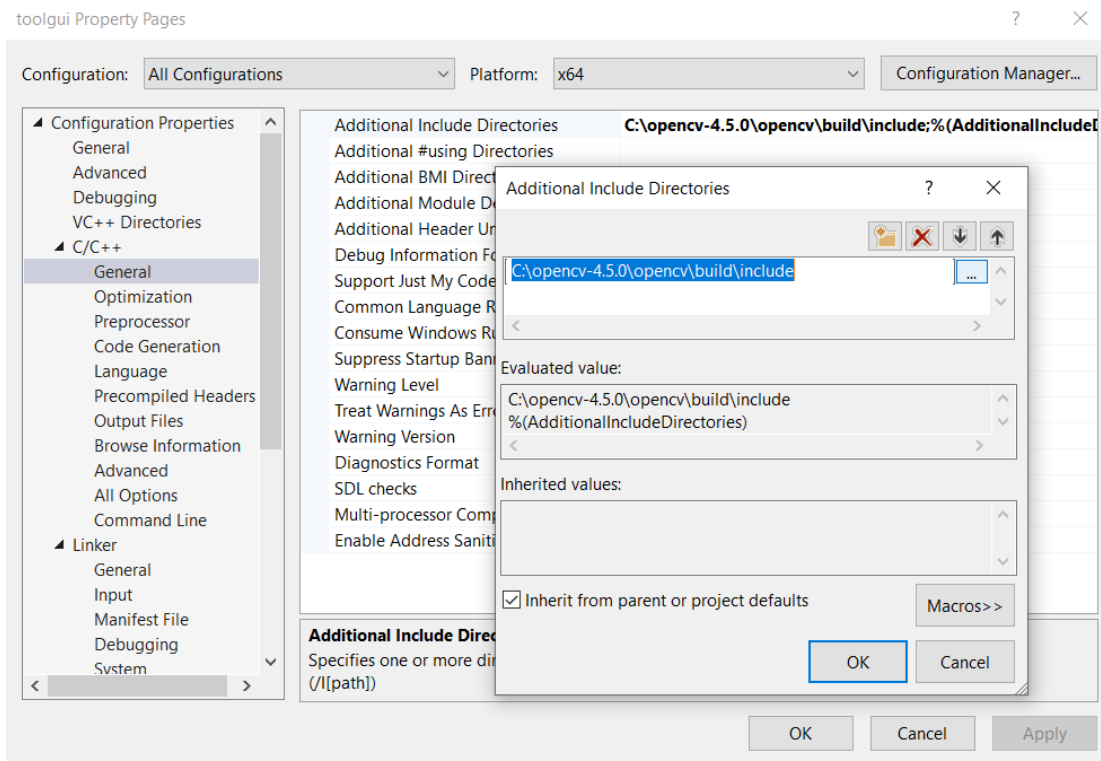 toolgui Property Pages
Configuration: All Configurations Platform: x64 Configuration Manager...
Configuration Properties
General
Advanced
Debugging
VC++ Directories
C/C++
General
Optimization
Preprocessor
Code Generation
Language
Precompiled Headers
Output Files
Browse Information
Advanced
All Options
Command Line
Linker
General
Input
Manifest File
Debugging
System
Additional Include Directories C:\opencv-4.5.0\opencv\build\include;%(AdditionalIncludeD
Additional #using Directories
Additional BMI Direct
Additional Module De
Additional Header Un
Debug Information Fo
Support Just My Code
Common Language R
Consume Windows Ru
Suppress Startup Bann
Warning Level
Treat Warnings As Erro
Warning Version
Diagnostics Format
SDL checks
Multi-processor Comp
Enable Address Saniti
Additional Include Direc
Specifies one or more dir
(/I[path])
Additional Include Directories
C:\opencv-4.5.0\opencv\build\include ...
Evaluated value:
C:\opencv-4.5.0\opencv\build\include
%(AdditionalIncludeDirectories)
Inherited values:
Inherit from parent or project defaults
Macros>>
OK Cancel
OK Cancel Apply